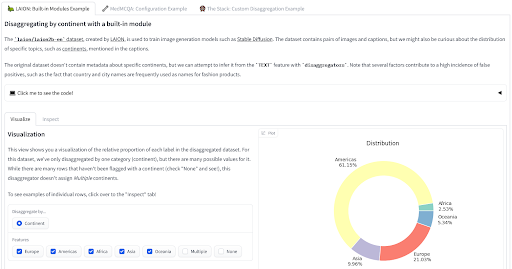 LAION: Built-in Modules Example MedMCQA: Configuration Example The Stack: Custom Disaggregation Example
Disaggregating by continent with a built-in module
The `laion/laion2b-en` dataset, created by LAION, is used to train image generation models such as Stable Diffusion. The dataset contains pairs of images and captions, but we might also be curious about the distribution
of specific topics, such as continents, mentioned in the captions.
The original dataset doesn't contain metadata about specific continents, but we can attempt to infer it from the "TEXT" feature with `disaggregators`. Note that several factors contribute to a high incidence of false
positives, such as the fact that country and city names are frequently used as names for fashion products.
Click me to see the code!
Visualize Inspect
Visualization
This view shows you a visualization of the relative proportion of each label in the disaggregated dataset. For
this dataset, we've only disaggregated by one category (continent), but there are many possible values for it.
While there are many rows that haven't been flagged with a continent (check "None" and see), this
disaggregator doesn't assign Multiple continents.
To see examples of individual rows, click over to the "Inspect" tab!
Disaggregate by...
Continent
Features
Europe Americas Africa Asia Oceania Multiple None
Plot
Distribution
Americas
61.15%
Africa
2.53%
Oceania
5.34%
Europe
21.03%
Asia
9.96%